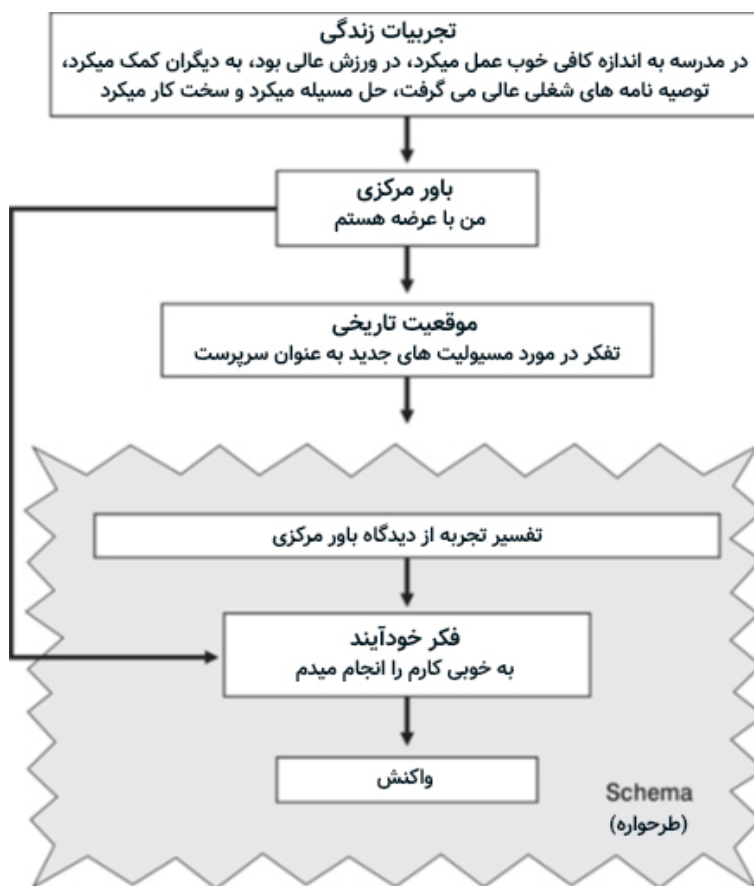 تجربیات زندگی
در مدرسه به اندازه کافی خوب عمل میکرد، در ورزش عالی بود، به دیگران کمک میکرد،
توصیه نامه های شغلی عالی می گرفت، حل مسیله میکرد و سخت کار میکرد
باور مرکزی
من با عرضه هستم
موقعیت تاریخی
تفکر در مورد مسیولیت های جدید به عنوان سرپرست
تفسیر تجربه از دیدگاه باور مرکزی
فکر خودآیند
به خوبی کارم را انجام میدم
واکنش
Schema
(طرحواره)